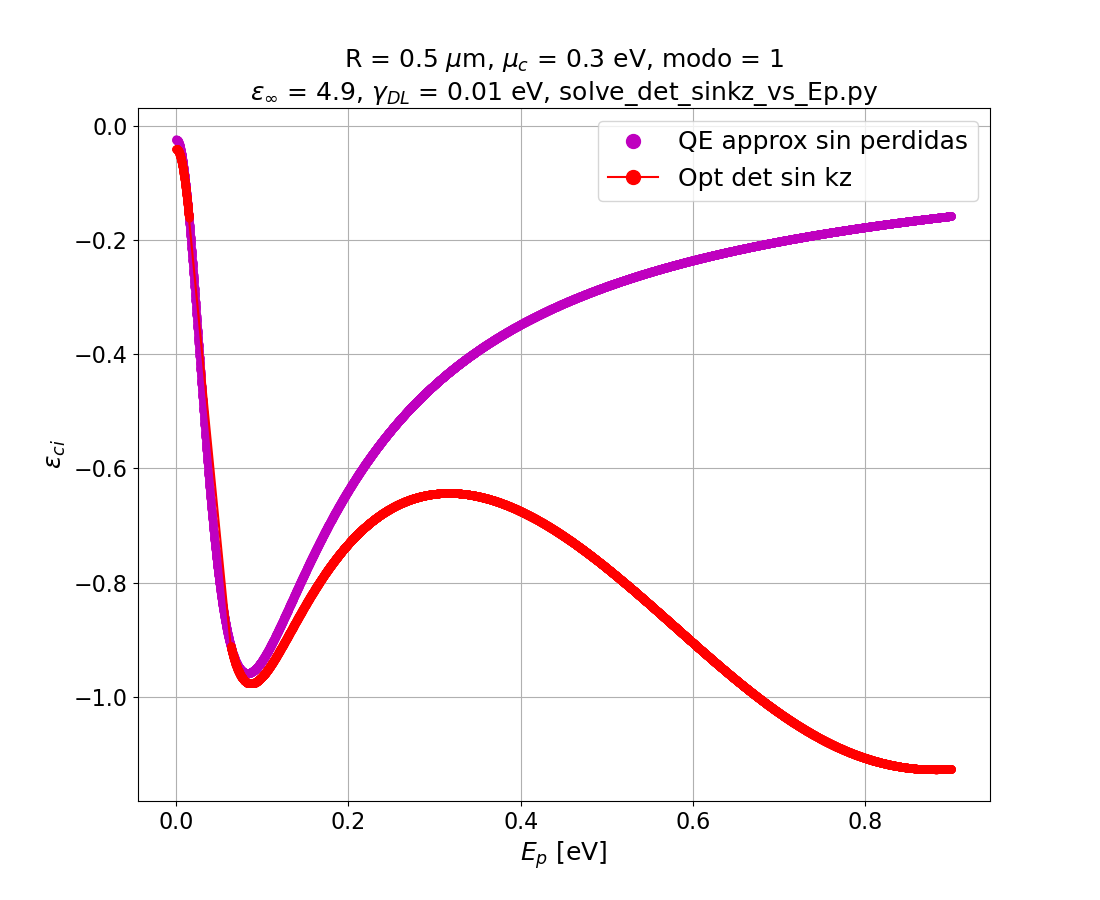 R = 0.5 μm, μ_c = 0.3 eV, modo = 1
ε_∞ = 4.9, γ_DL = 0.01 eV, solve_det_sinkz_vs_Ep.py
QE approx sin perdidas
Opt det sin kz
0.0
−0.2
−0.4
−0.6
−0.8
−1.0
ε_ci
0.0 0.2 0.4 0.6 0.8
E_p [eV]